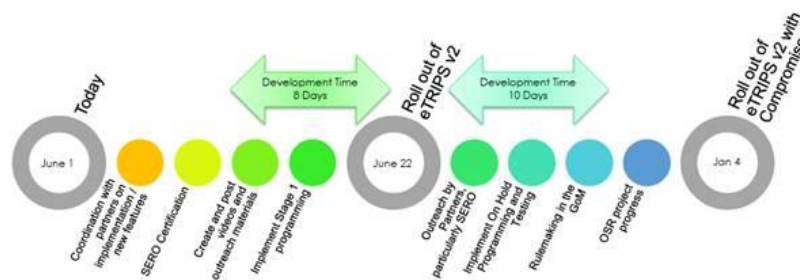 Today
June 1
Coordination with
partners on
implementation /
new features
SERO Certification
Create and post
videos and
outreach materials
Implement Stage 1
programming
Development Time
8 Days
Roll out of
eTRIPS v2
June 22
Development Time
10 Days
Outreach by
Partners,
particularly SERO
Implement On Hold
Programming and
Testing
Rulemaking in the
GoM
OSR project
progress
Roll out of
eTRIPS v2 with
Compromise
Jan 4